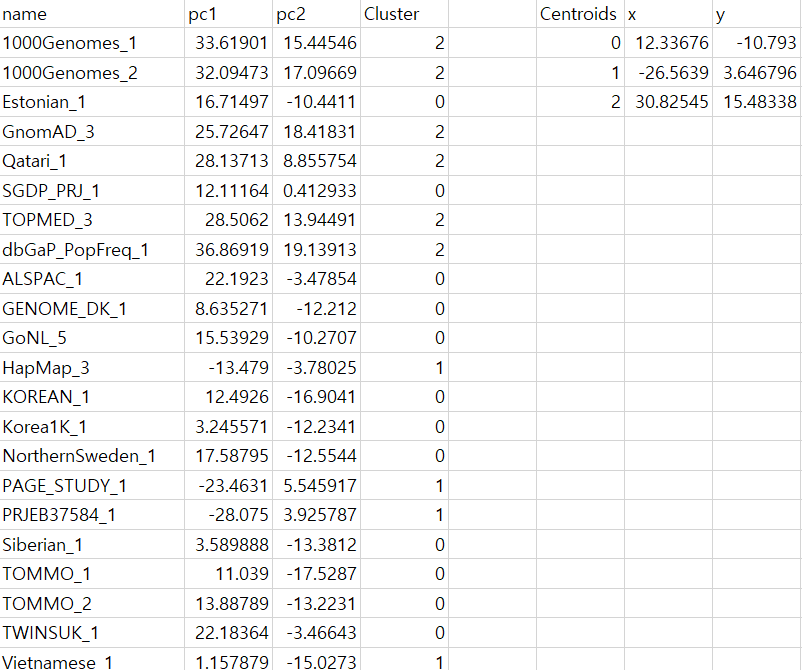 name pc1 pc2 Cluster Centroids x y
1000Genomes_1 33.61901 15.44546 2 0 12.33676 -10.793
1000Genomes_2 32.09473 17.09669 2 1 -26.5639 3.646796
Estonian_1 16.71497 -10.4411 0 2 30.82545 15.48338
GnomAD_3 25.72647 18.41831 2
Qatari_1 28.13713 8.855754 2
SGDP_PRJ_1 12.11164 0.412933 0
TOPMED_3 28.5062 13.94491 2
dbGaP_PopFreq_1 36.86919 19.13913 2
ALSPAC_1 22.1923 -3.47854 0
GENOME_DK_1 8.635271 -12.212 0
GoNL_5 15.53929 -10.2707 0
HapMap_3 -13.479 -3.78025 1
KOREAN_1 12.4926 -16.9041 0
Korea1K_1 3.245571 -12.2341 0
NorthernSweden_1 17.58795 -12.5544 0
PAGE_STUDY_1 -23.4631 5.545917 1
PRJEB37584_1 -28.075 3.925787 1
Siberian_1 3.589888 -13.3812 0
TOMMO_1 11.039 -17.5287 0
TOMMO_2 13.88789 -13.2231 0
TWINSUK_1 22.18364 -3.46643 0
Vietnamese_1 1.157879 -15.0273 1